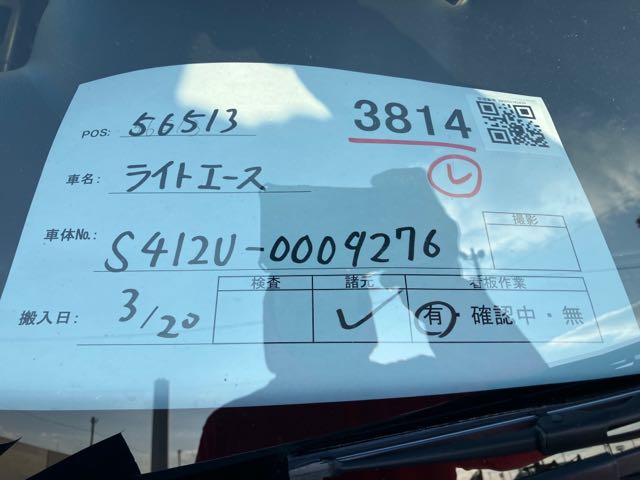 3814
POS: 56513
車名: ライトエース
レ
車体No.: S412U-0009276
撮影
搬入日: 3/20
検査 諸元 看板作業
✓ 有・確認中・無